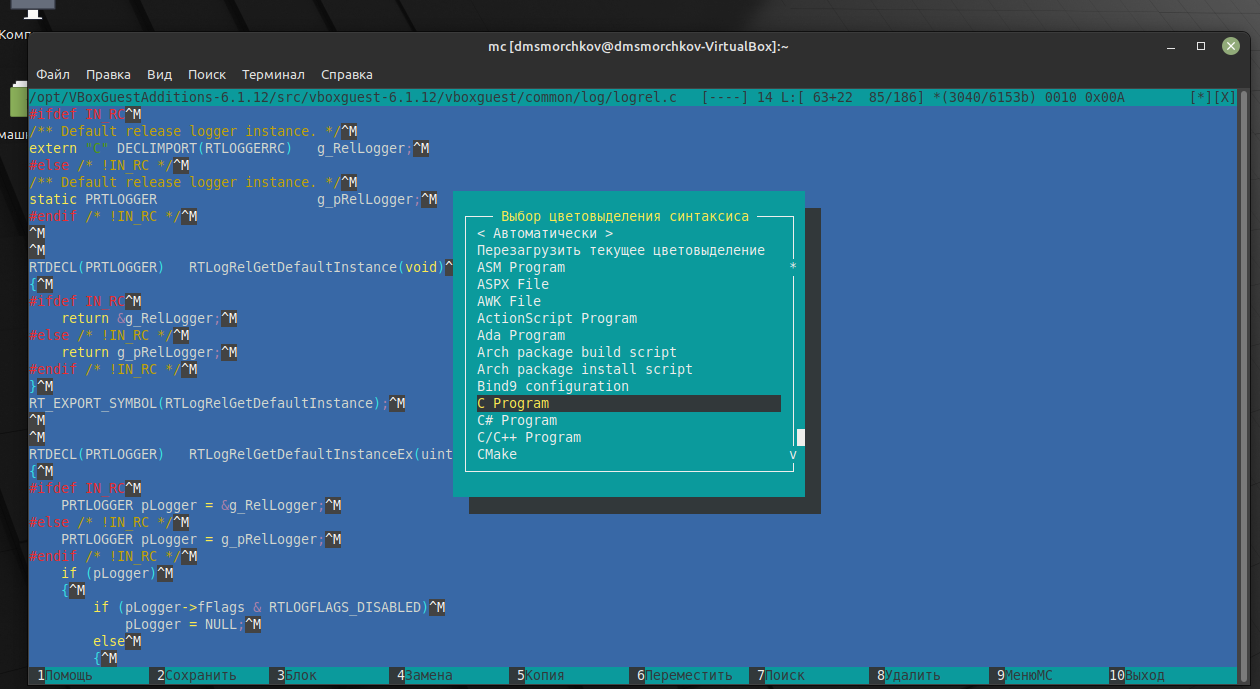 Комп
маш
mc [dmsmorchkov@dmsmorchkov-VirtualBox]:~
Файл Правка Вид Поиск Терминал Справка
/opt/VBoxGuestAdditions-6.1.12/src/vboxguest-6.1.12/vboxguest/common/log/logrel.c [----] 14 L:[ 63+22 85/186] *(3040/6153b) 0010 0x00A [*][X]
#ifdef IN_RC^M
/** Default release logger instance. */^M
extern "C" DECLIMPORT(RTLOGGERRC) g_RelLogger;^M
#else /* !IN_RC */^M
/** Default release logger instance. */^M
static PRTLOGGER g_pRelLogger;^M
#endif /* !IN_RC */^M
^M
^M
RTDECL(PRTLOGGER) RTLogRelGetDefaultInstance(void)^
{^M
#ifdef IN_RC^M
return &g_RelLogger;^M
#else /* !IN_RC */^M
return g_pRelLogger;^M
#endif /* !IN_RC */^M
}^M
RT_EXPORT_SYMBOL(RTLogRelGetDefaultInstance);^M
^M
^M
RTDECL(PRTLOGGER) RTLogRelGetDefaultInstanceEx(uint
{^M
#ifdef IN_RC^M
PRTLOGGER pLogger = &g_RelLogger;^M
#else /* !IN_RC */^M
PRTLOGGER pLogger = g_pRelLogger;^M
#endif /* !IN_RC */^M
if (pLogger)^M
{^M
if (pLogger->fFlags & RTLOGFLAGS_DISABLED)^M
pLogger = NULL;^M
else^M
{^M
Выбор цветовыделения синтаксиса
< Автоматически >
Перезагрузить текущее цветовыделение
ASM Program *
ASPX File
AWK File
ActionScript Program
Ada Program
Arch package build script
Arch package install script
Bind9 configuration
C Program
C# Program
C/C++ Program
CMake v
1Помощь 2Сохранить 3Блок 4Замена 5Копия 6Переместить 7Поиск 8Удалить 9МенюMC 10Выход